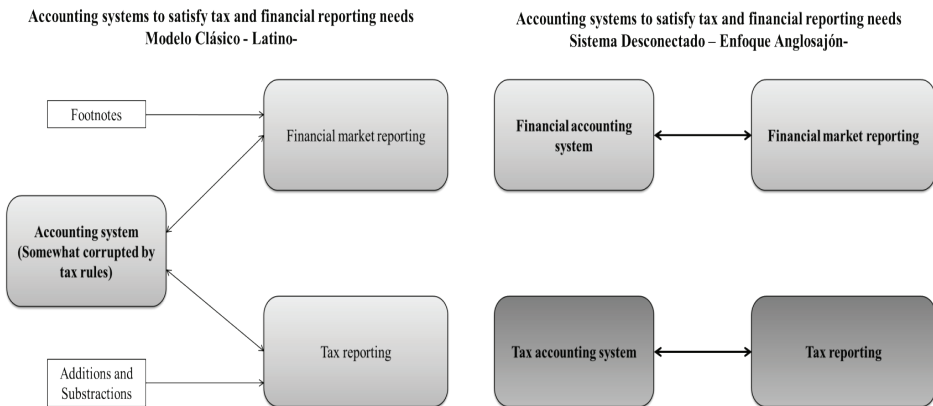 Accounting systems to satisfy tax and financial reporting needs
Modelo Clásico - Latino-
Footnotes
Financial market reporting
Accounting system
(Somewhat corrupted by
tax rules)
Tax reporting
Additions and
Substractions
Accounting systems to satisfy tax and financial reporting needs
Sistema Desconectado – Enfoque Anglosajón-
Financial accounting
system
Financial market reporting
Tax accounting system
Tax reporting